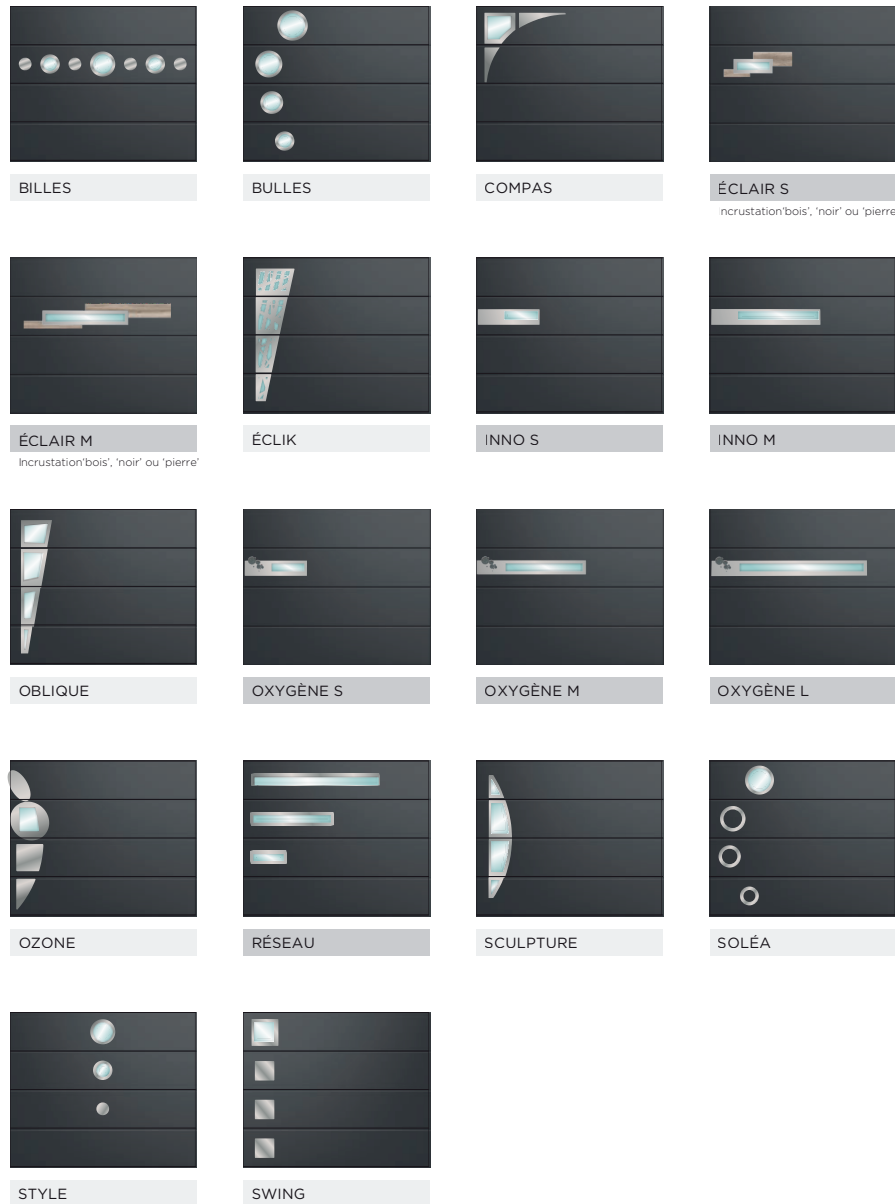 BILLES
BULLES
COMPAS
ÉCLAIR S
Incrustation'bois', 'noir' ou 'pierre
ÉCLAIR M
Incrustation'bois', 'noir' ou 'pierre'
ÉCLIK
INNO S
INNO M
OBLIQUE
OXYGÈNE S
OXYGÈNE M
OXYGÈNE L
OZONE
RÉSEAU
SCULPTURE
SOLÉA
STYLE
SWING